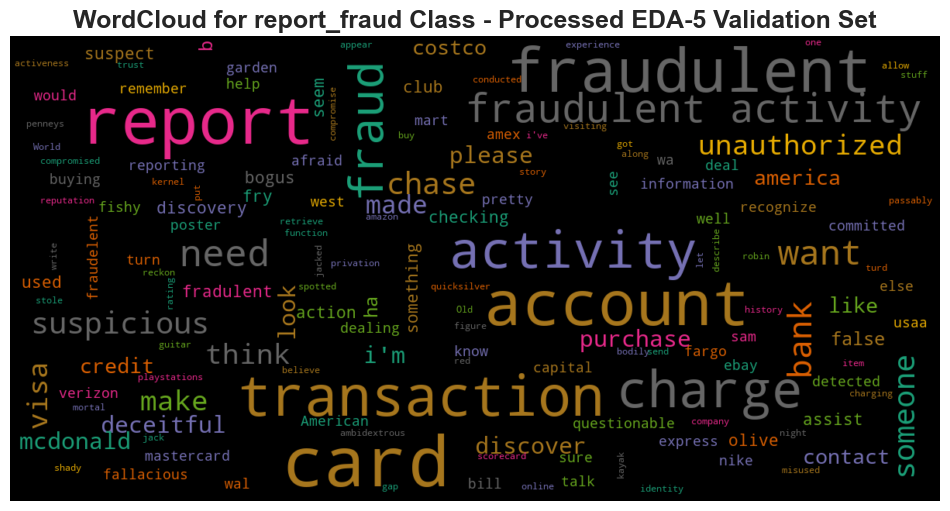 WordCloud for report_fraud Class - Processed EDA-5 Validation Set
activeness
suspect
b
appear
costco
experience
one
trust
garden
help
seem
fraud
club
conducted
fraudulent
allow
stuff
would
remember
report
compromise
mart
fraudulent activity
penneys
World
buy
amex
i've
visiting
got
along
unauthorized
compromised
reporting
afraid
please
story
wa
deal
buying
kernel
put
bogus
chase
see
information
america
reputation
fishy
discovery
fry
west
made
pretty
recognize
passably
poster
retrieve
function
amazon
checking
well
committed
write
fraudelent
need
jacked
privation
something
activity
let
describe
robin
want
turd
turn
reckon
used
rating
fradulent
look
spotted
ha
quicksilver
account
else
stole
action
Old
history
like
suspicious
dealing
figure
purchase
sam
bank
false
usaa
guitar
think
i'm
know
bodily
send
fargo
credit
believe
red
capital
ebay
item
visa
playstations
verizon
transaction
charge
detected
charging
someone
make
mortal
deceitful
American
questionable
company
assist
mcdonald
jack
ambidextrous
discover
express
olive
night
mastercard
card
scorecard
sure
nike
contact
shady
fallacious
wal
gap
bill
online
talk
kayak
identity
misused